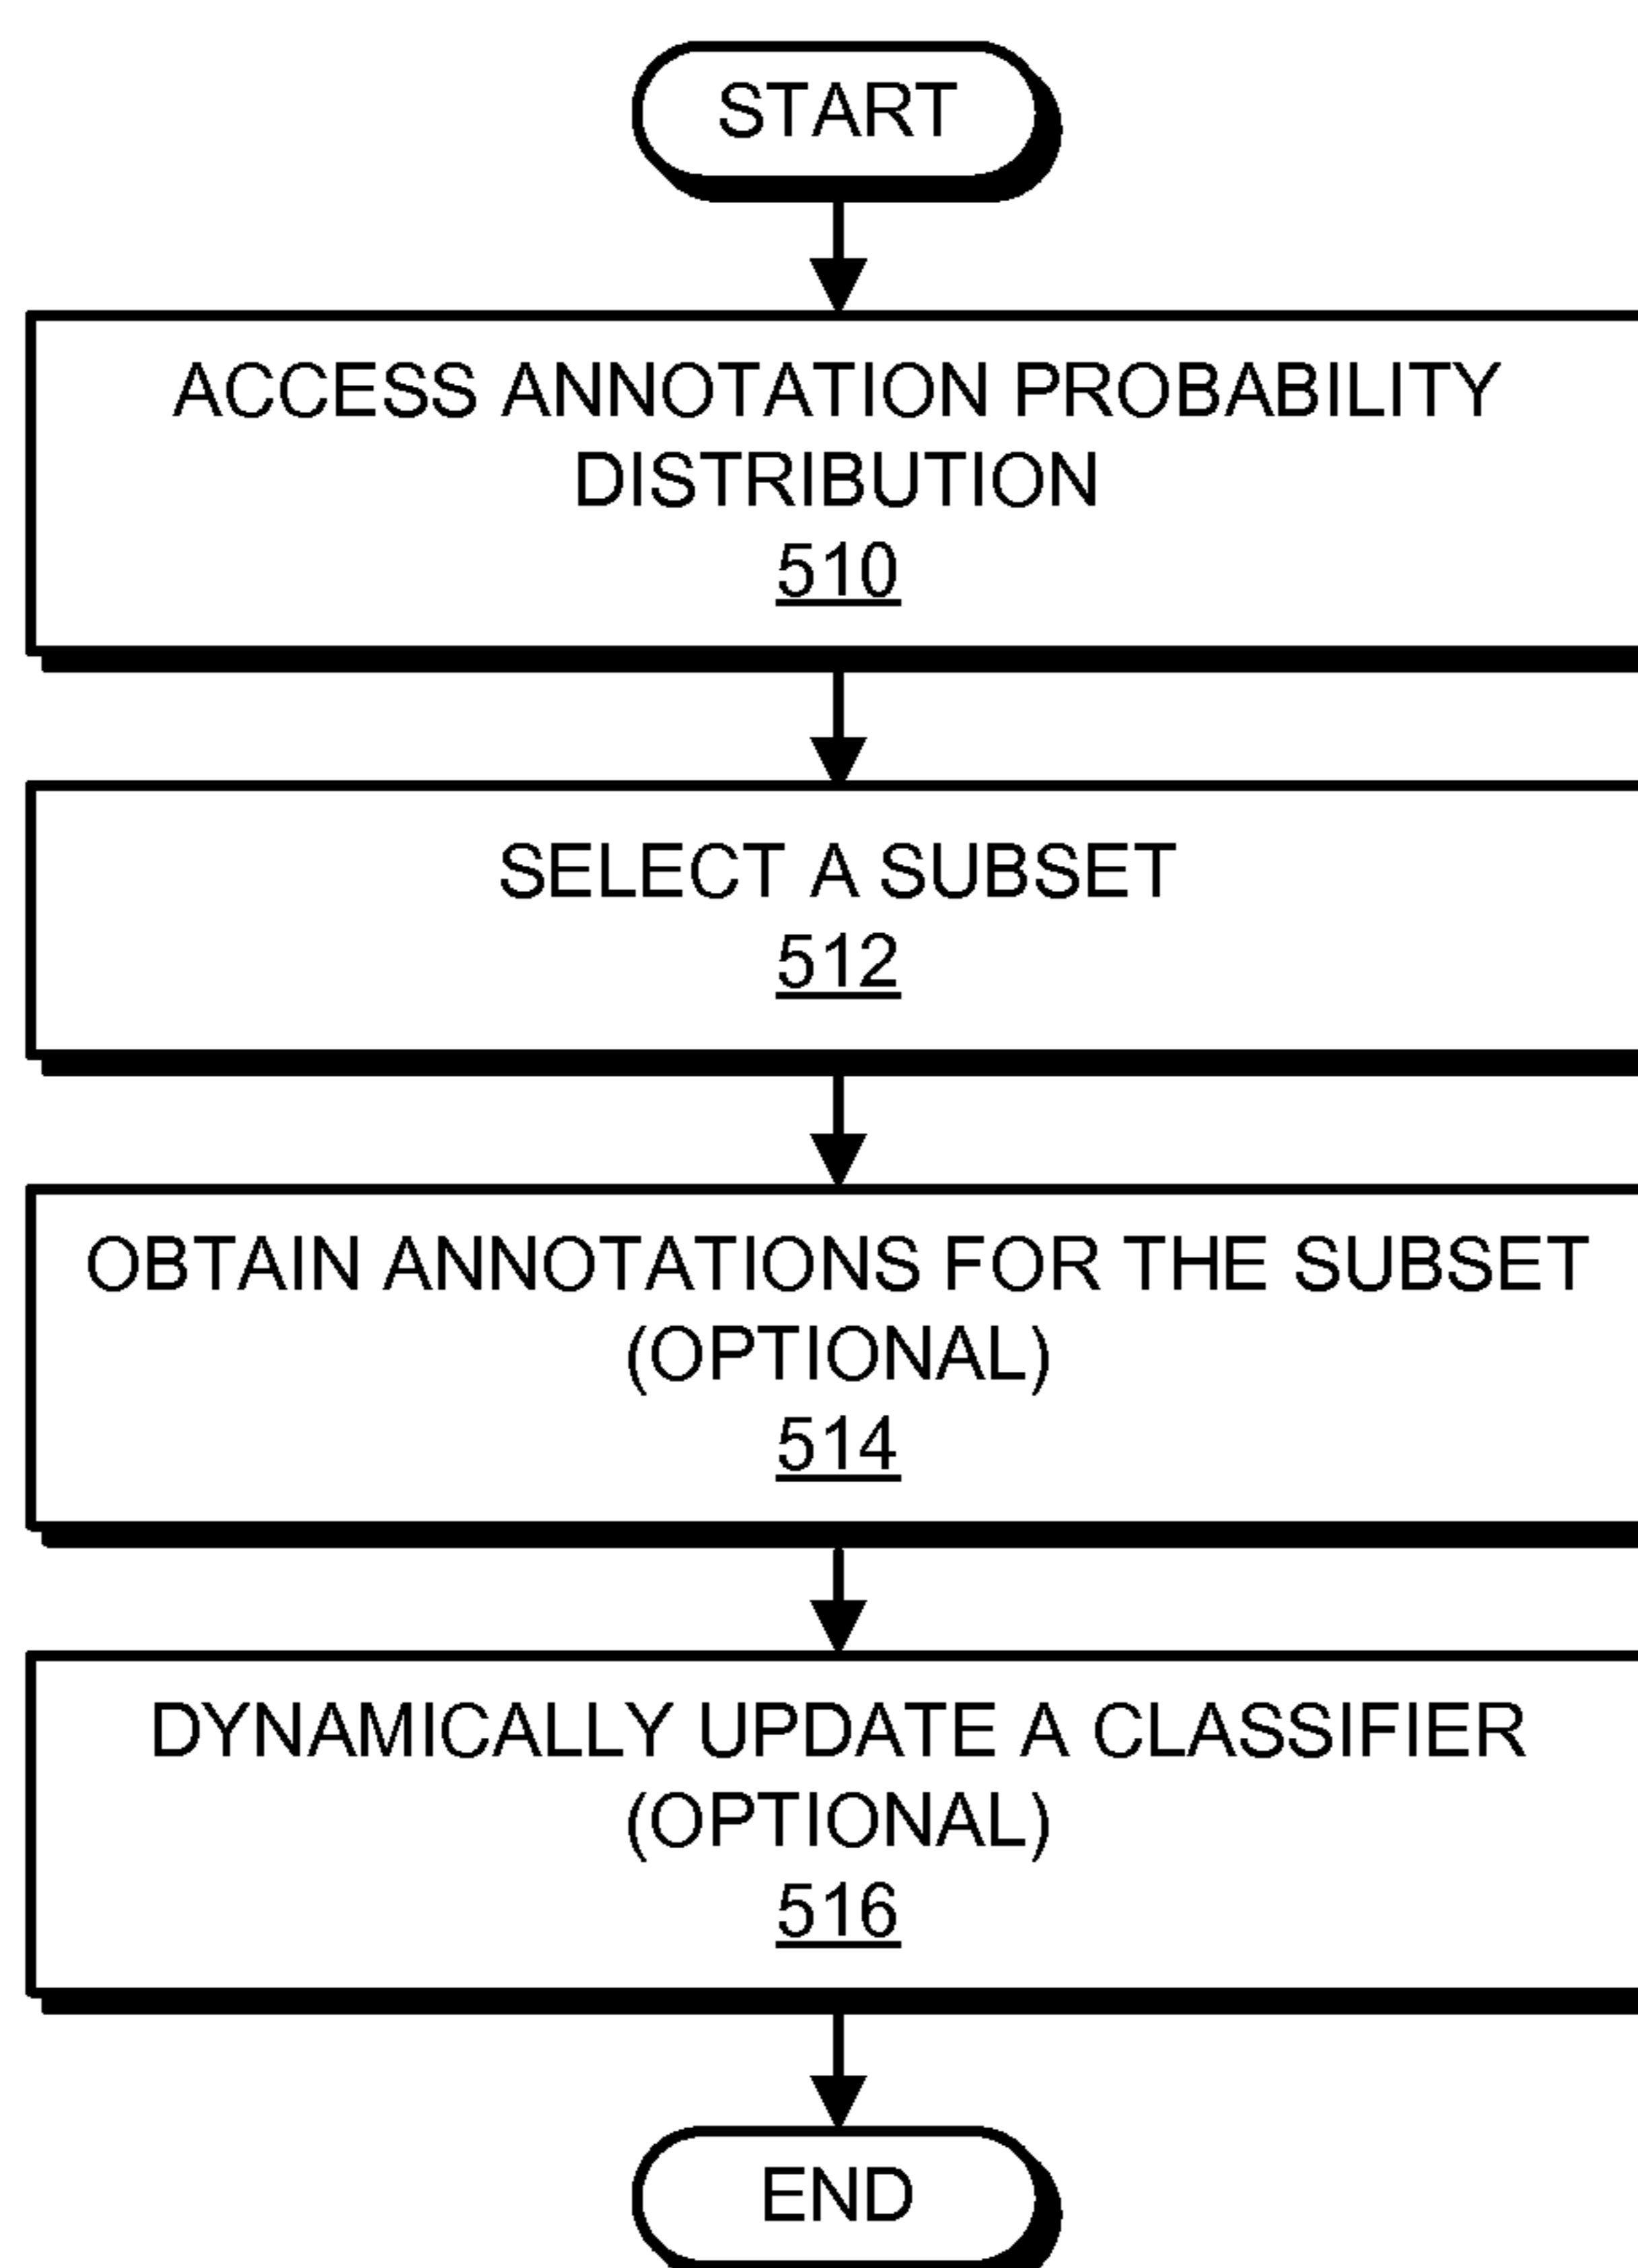 START
ACCESS ANNOTATION PROBABILITY
DISTRIBUTION
510
SELECT A SUBSET
512
OBTAIN ANNOTATIONS FOR THE SUBSET
(OPTIONAL)
514
DYNAMICALLY UPDATE A CLASSIFIER
(OPTIONAL)
516
END